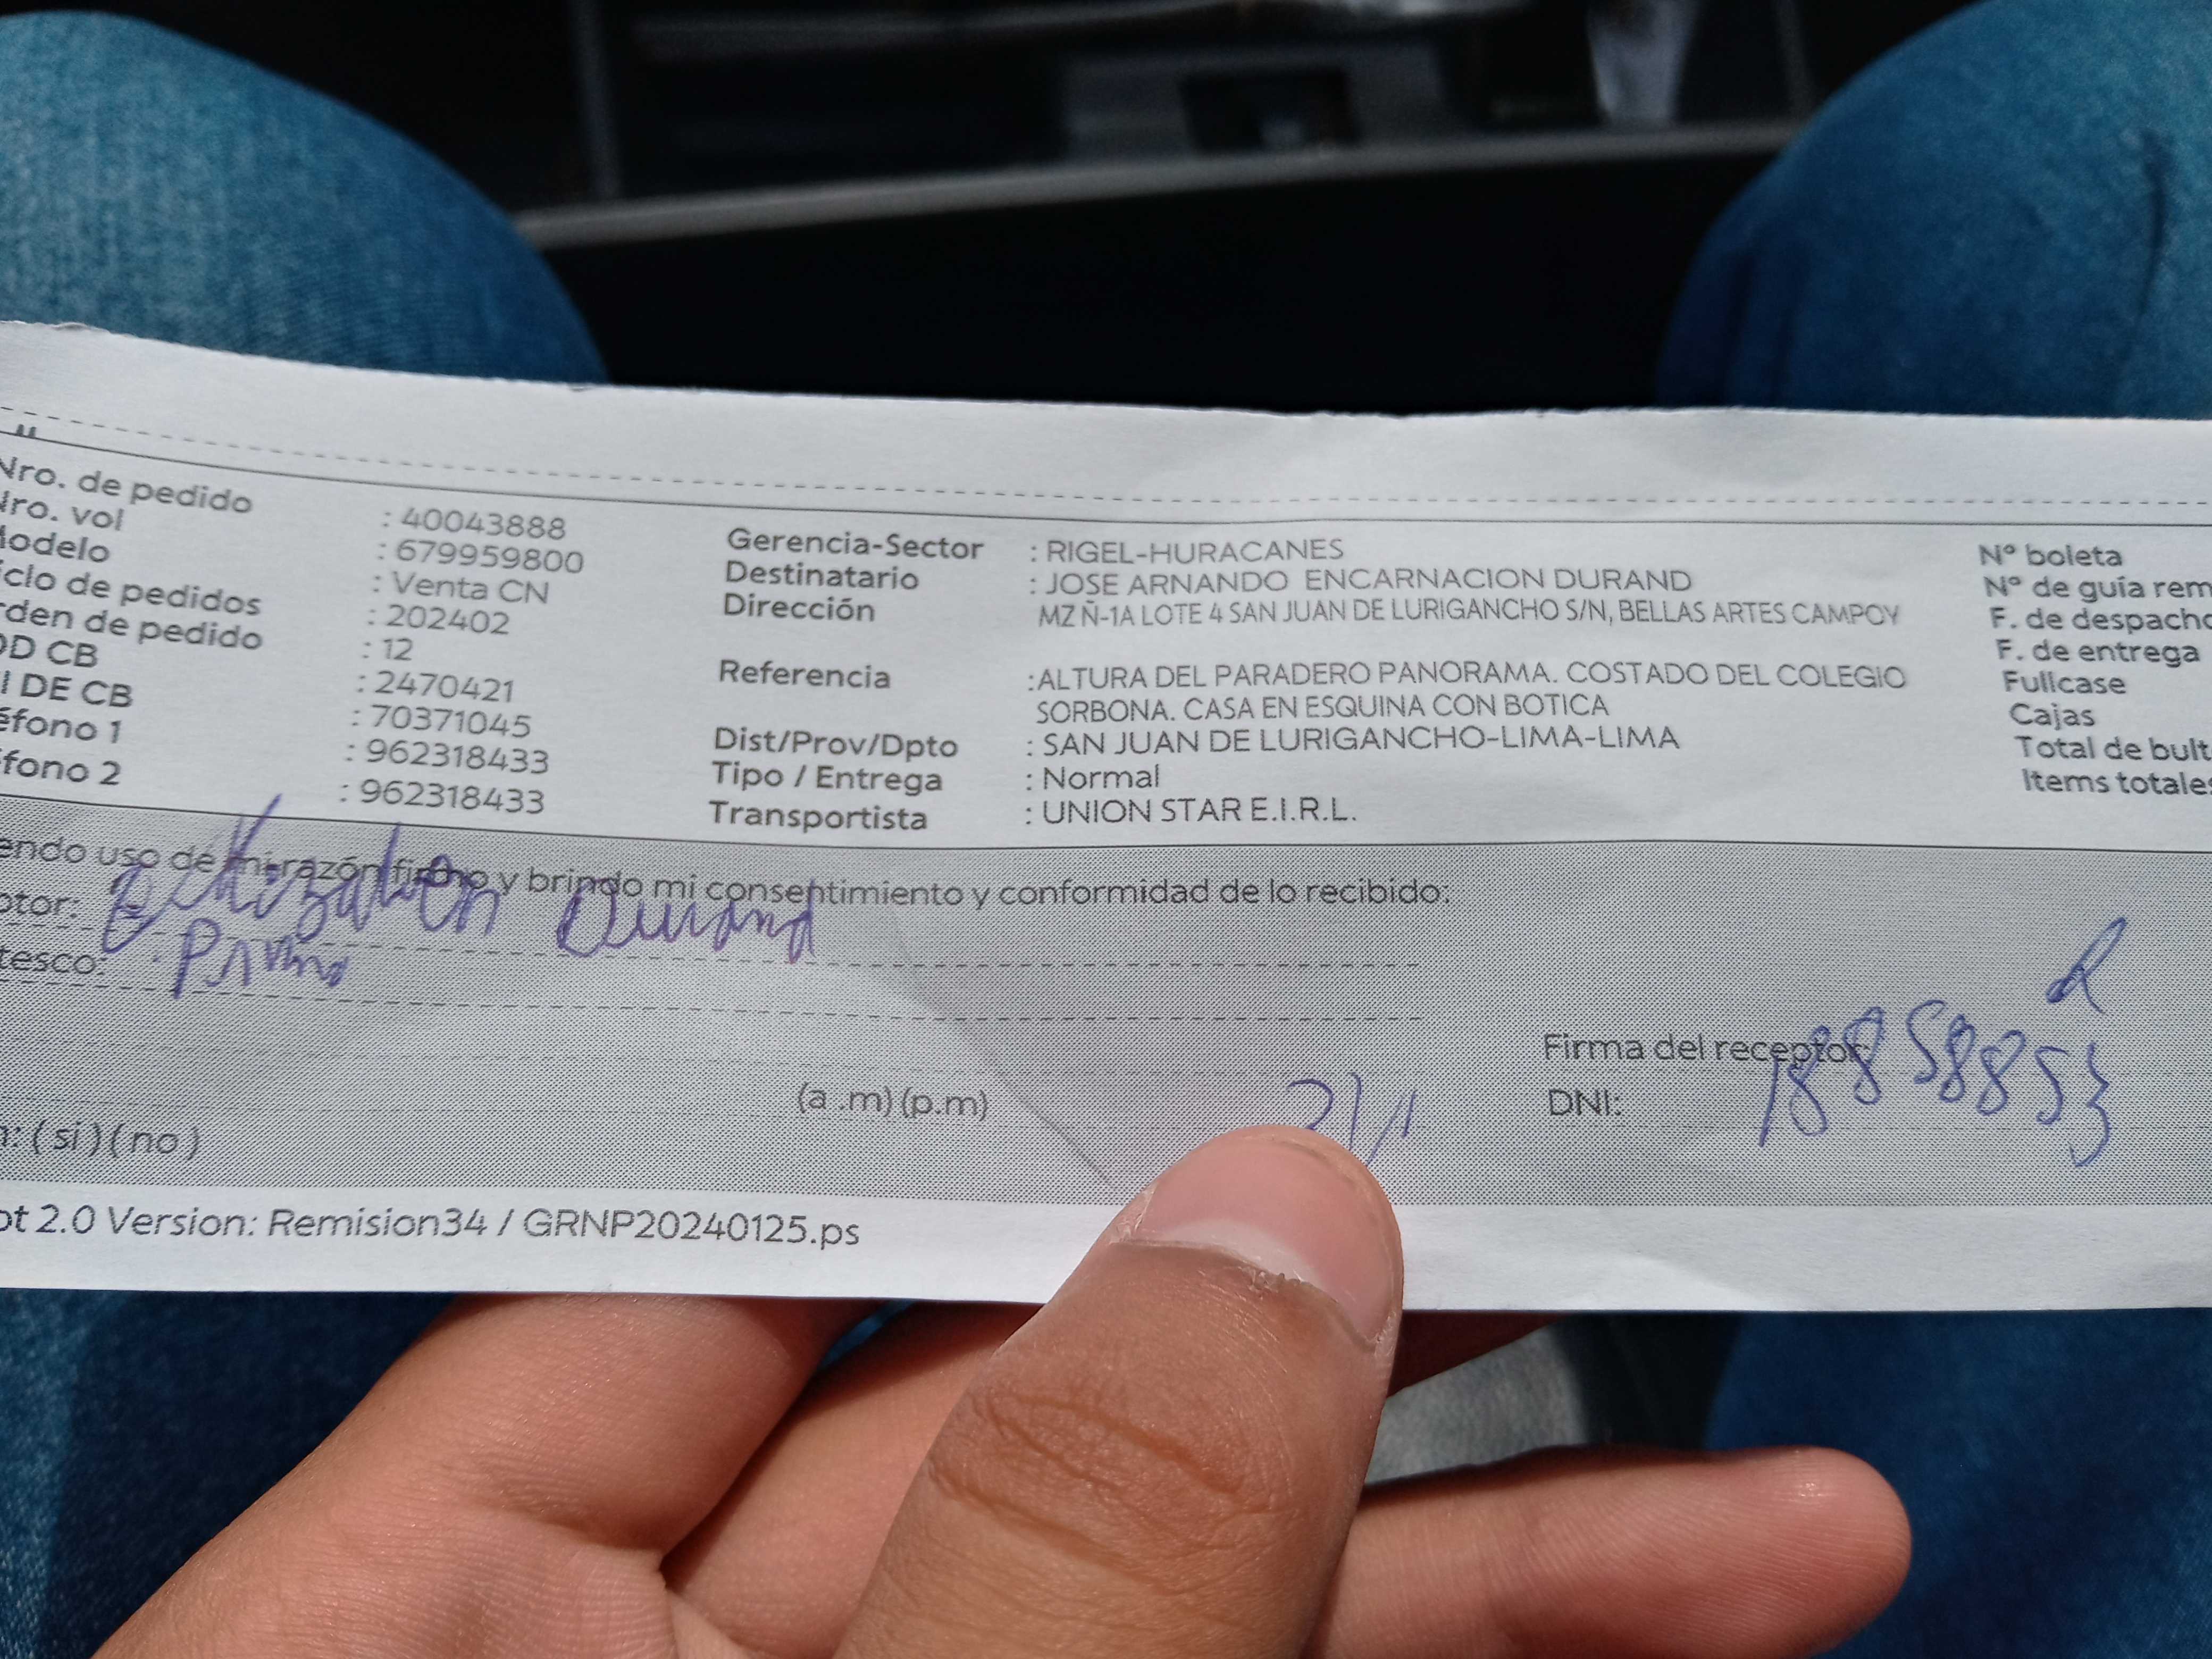 Nro. de pedido : 40043888
Nro. vol : 679959800
Modelo : Venta CN
iclo de pedidos : 202402
rden de pedido : 12
OD CB : 2470421
I DE CB : 70371045
éfono 1 : 962318433
éfono 2 : 962318433
Gerencia-Sector : RIGEL-HURACANES
Destinatario : JOSE ARNANDO ENCARNACION DURAND
Dirección MZ Ñ-1A LOTE 4 SAN JUAN DE LURIGANCHO S/N, BELLAS ARTES CAMPOY
Referencia :ALTURA DEL PARADERO PANORAMA. COSTADO DEL COLEGIO
SORBONA. CASA EN ESQUINA CON BOTICA
Dist/Prov/Dpto : SAN JUAN DE LURIGANCHO-LIMA-LIMA
Tipo / Entrega : Normal
Transportista : UNION STAR E.I.R.L.
N° boleta
N° de guía rem
F. de despacho
F. de entrega
Fullcase
Cajas
Total de bult
Items totales
endo uso de mi razón firmo y brindo mi consentimiento y conformidad de lo recibido:
ptor: Durand
tesco: Primo
(a .m) (p.m)
n: ( si ) ( no )
Firma del receptor:
DNI:
ot 2.0 Version: Remision34 / GRNP20240125.ps